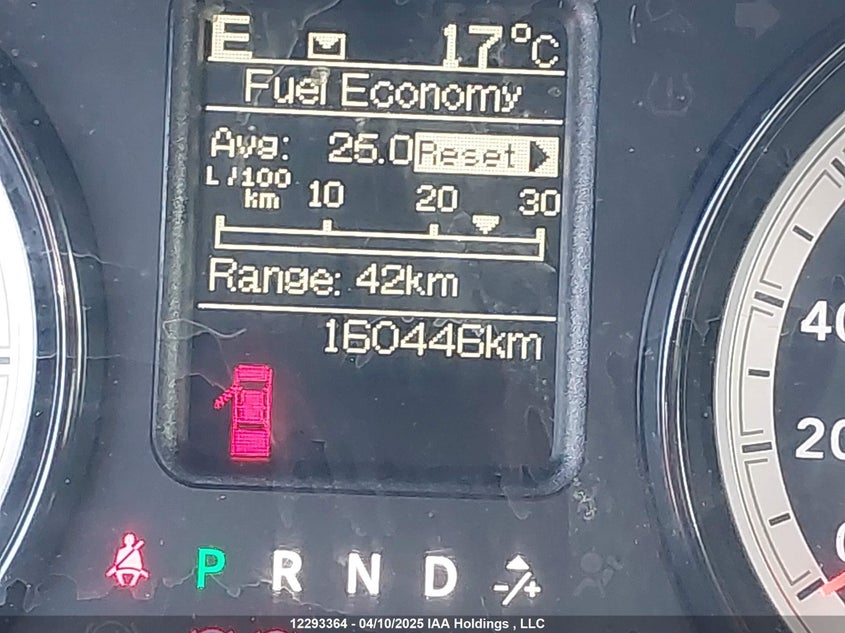 E 17°C
Fuel Economy
Avg: 25.0 Reset
L/100 km 10 20 30
Range: 42km
160446km
P R N D -/+
40
20
0
12293364 - 04/10/2025 IAA Holdings , LLC